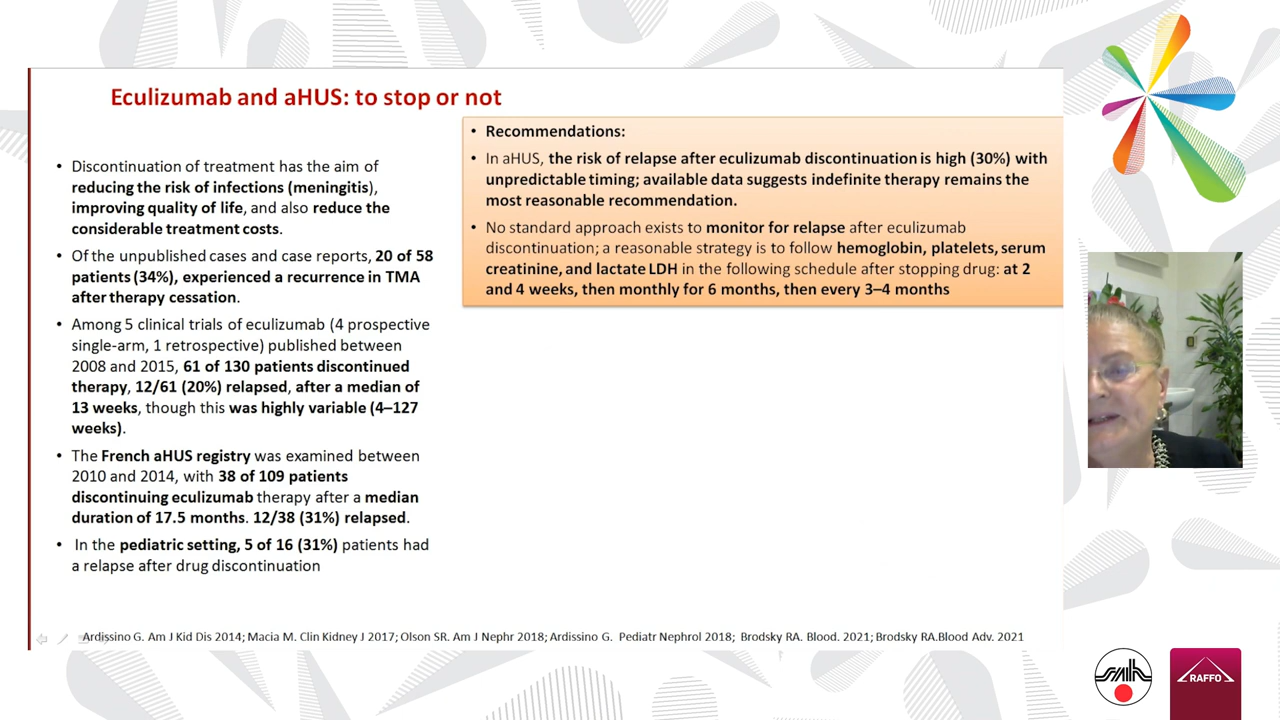 Eculizumab and aHUS: to stop or not
• Discontinuation of treatment has the aim of
reducing the risk of infections (meningitis),
improving quality of life, and also reduce the
considerable treatment costs.
• Of the unpublished cases and case reports, 20 of 58
patients (34%), experienced a recurrence in TMA
after therapy cessation.
• Among 5 clinical trials of eculizumab (4 prospective
single-arm, 1 retrospective) published between
2008 and 2015, 61 of 130 patients discontinued
therapy, 12/61 (20%) relapsed, after a median of
13 weeks, though this was highly variable (4–127
weeks).
• The French aHUS registry was examined between
2010 and 2014, with 38 of 109 patients
discontinuing eculizumab therapy after a median
duration of 17.5 months. 12/38 (31%) relapsed.
• In the pediatric setting, 5 of 16 (31%) patients had
a relapse after drug discontinuation
• Recommendations:
• In aHUS, the risk of relapse after eculizumab discontinuation is high (30%) with
unpredictable timing; available data suggests indefinite therapy remains the
most reasonable recommendation.
• No standard approach exists to monitor for relapse after eculizumab
discontinuation; a reasonable strategy is to follow hemoglobin, platelets, serum
creatinine, and lactate LDH in the following schedule after stopping drug: at 2
and 4 weeks, then monthly for 6 months, then every 3–4 months
Ardissino G. Am J Kid Dis 2014; Macia M. Clin Kidney J 2017; Olson SR. Am J Nephr 2018; Ardissino G. Pediatr Nephrol 2018; Brodsky RA. Blood. 2021; Brodsky RA.Blood Adv. 2021
RAFFO